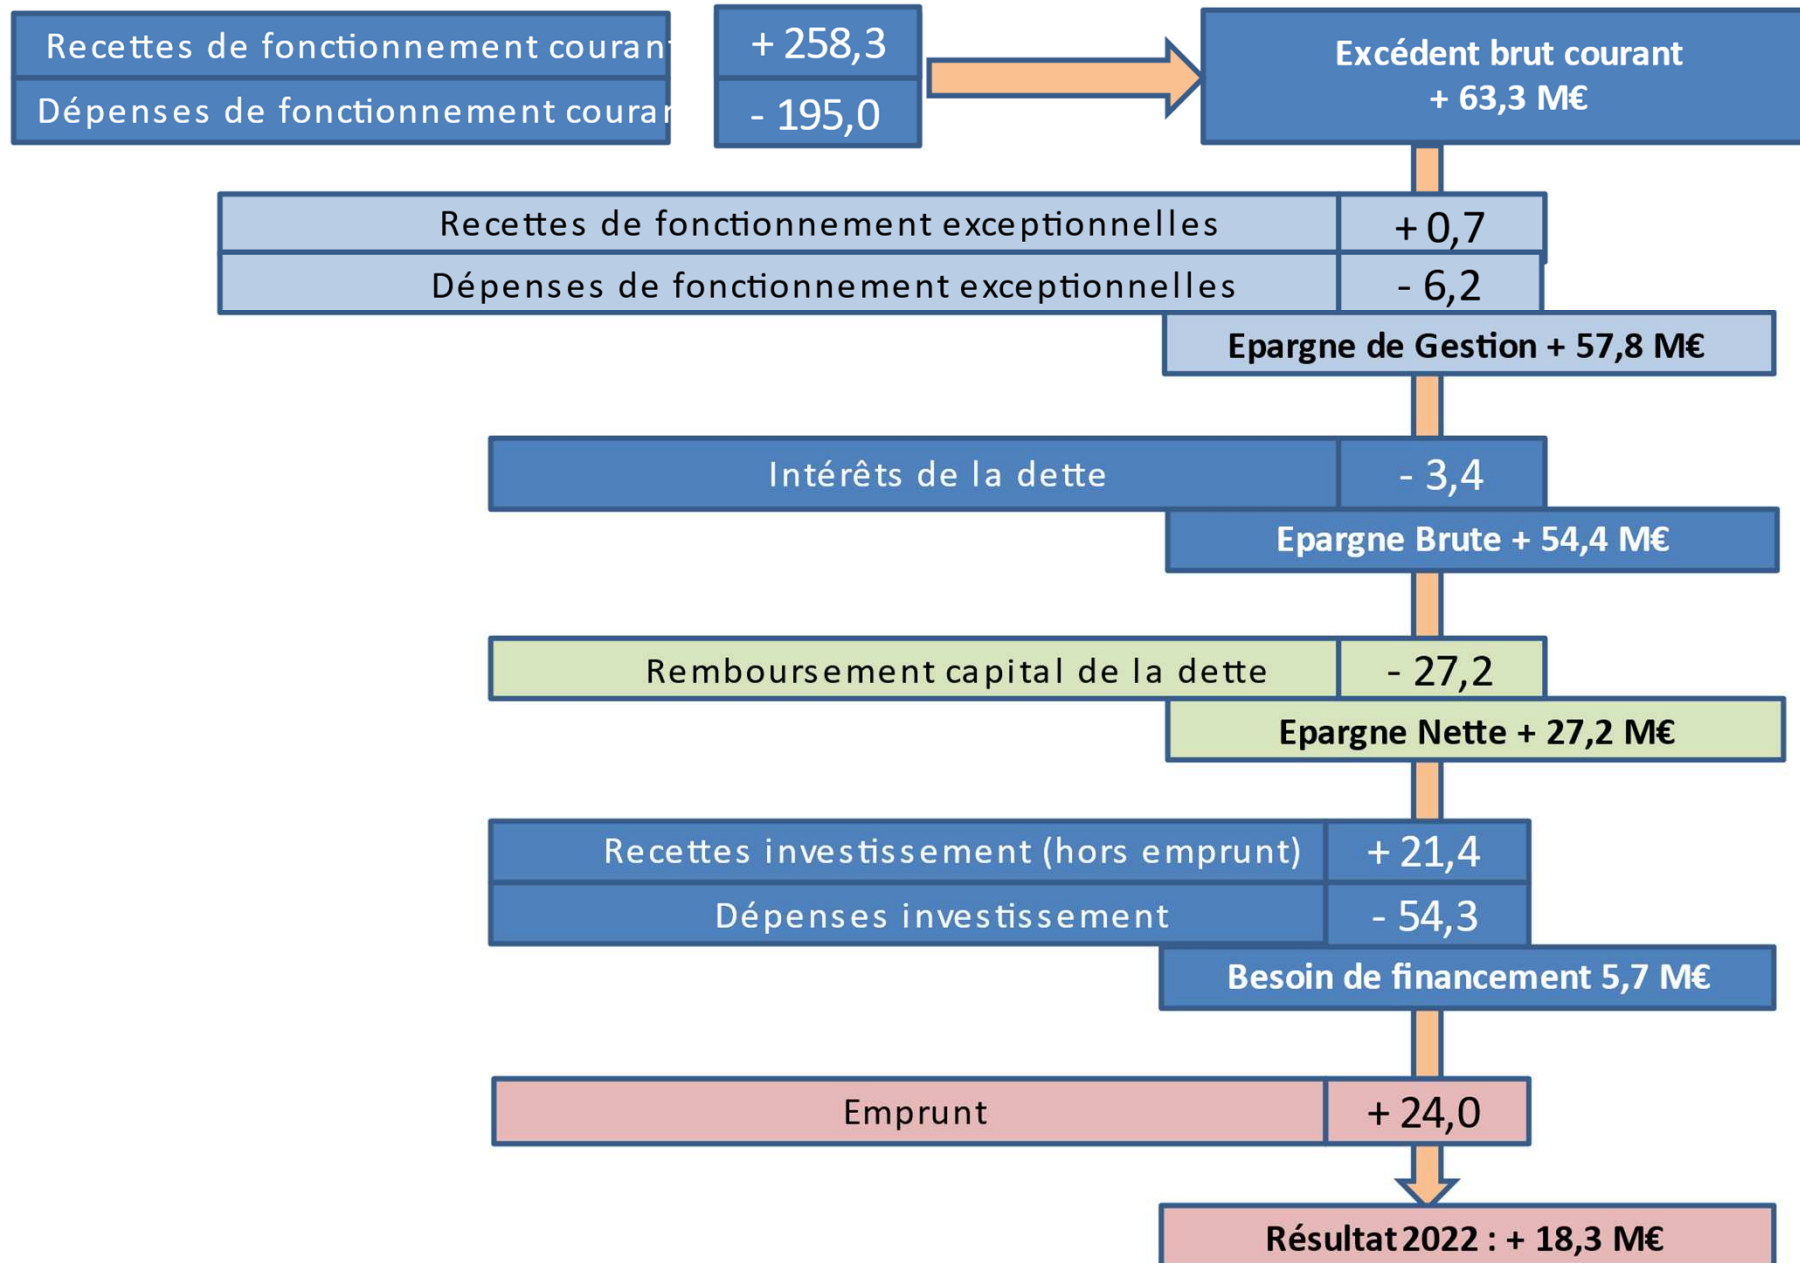 Recettes de fonctionnement courant
+ 258,3
Dépenses de fonctionnement couran
- 195,0
Excédent brut courant
+ 63,3 M€
Recettes de fonctionnement exceptionnelles
+ 0,7
Dépenses de fonctionnement exceptionnelles
- 6,2
Epargne de Gestion + 57,8 M€
Intérêts de la dette
- 3,4
Epargne Brute + 54,4 M€
Remboursement capital de la dette
- 27,2
Epargne Nette + 27,2 M€
Recettes investissement (hors emprunt)
+ 21,4
Dépenses investissement
- 54,3
Besoin de financement 5,7 M€
Emprunt
+ 24,0
Résultat 2022 : + 18,3 M€